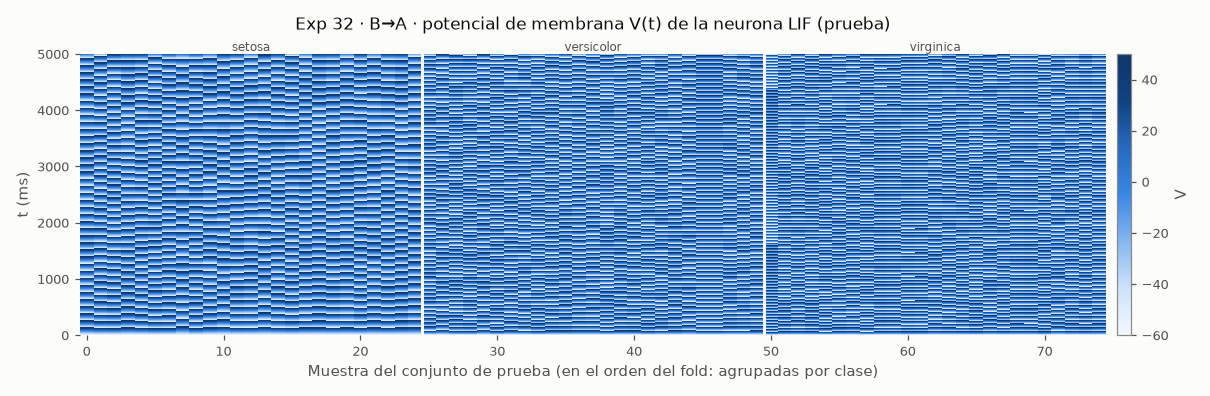 Exp 32 · B→A · potencial de membrana V(t) de la neurona LIF (prueba)
setosa versicolor virginica
5000
4000
3000
2000
1000
0
t (ms)
0 10 20 30 40 50 60 70
Muestra del conjunto de prueba (en el orden del fold: agrupadas por clase)
40
20
0
−20
−40
−60
V